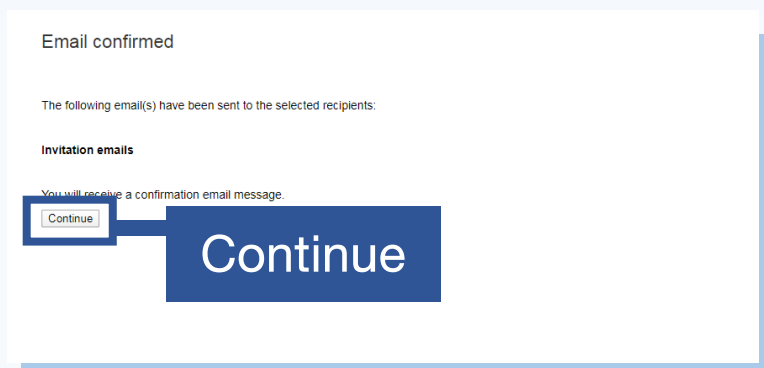 Email confirmed
The following email(s) have been sent to the selected recipients:
Invitation emails
You will receive a confirmation email message.
Continue
Continue